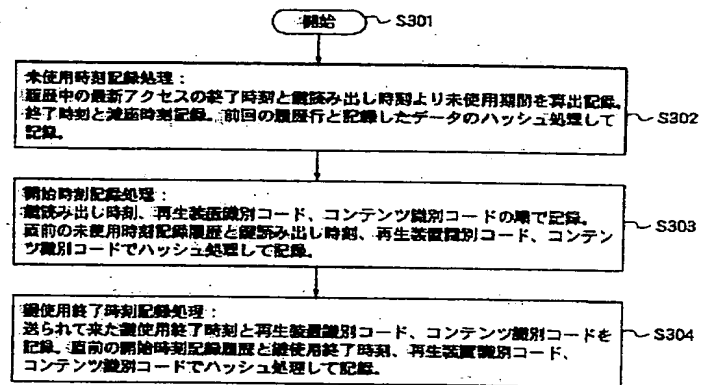 開始
S301
未使用時刻記録処理：
履歴中の最新アクセスの終了時刻と鍵読み出し時刻より未使用期間を算出記録。
終了時刻と 時刻記録。前回の履歴行と記録したデータのハッシュ処理して
記録。
S302
開始時刻記録処理：
鍵読み出し時刻、再生装置識別コード、コンテンツ識別コードの順で記録。
直前の未使用時刻記録履歴と鍵読み出し時刻、再生装置識別コード、コンテン
ツ識別コードでハッシュ処理して記録。
S303
鍵使用終了時刻記録処理：
送られて来た鍵使用終了時刻と再生装置識別コード、コンテンツ識別コードを
記録。直前の開始時刻記録履歴と鍵使用終了時刻、再生装置識別コード、
コンテンツ識別コードでハッシュ処理して記録。
S304